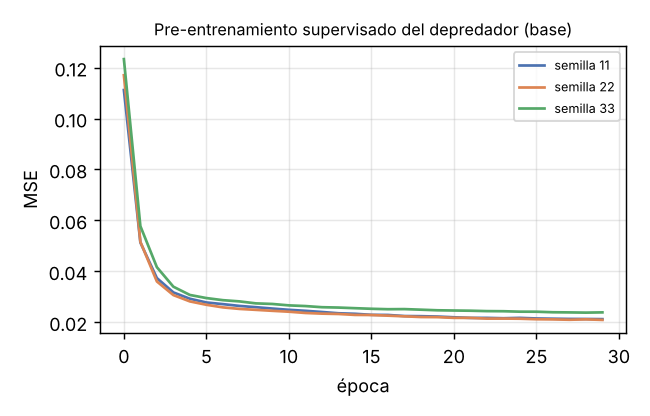 Pre-entrenamiento supervisado del depredador (base)
semilla 11
semilla 22
semilla 33
0.12
0.10
0.08
0.06
0.04
0.02
MSE
0 5 10 15 20 25 30
época